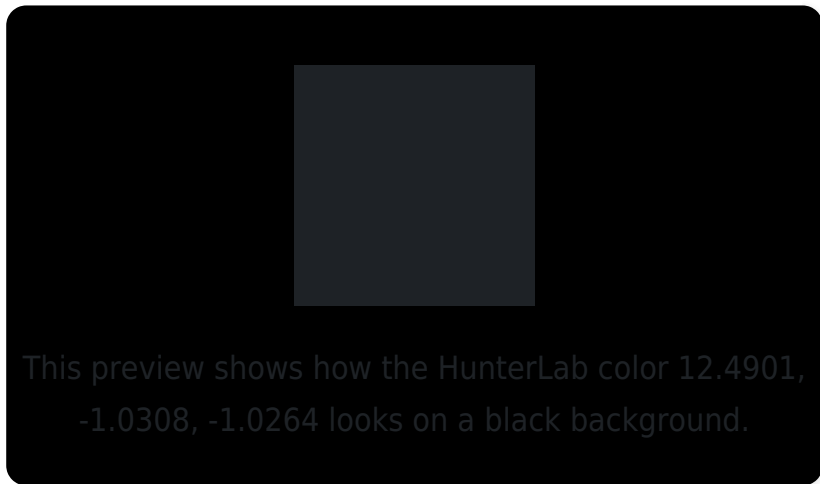 This preview shows how the HunterLab color 12.4901,
-1.0308, -1.0264 looks on a black background.